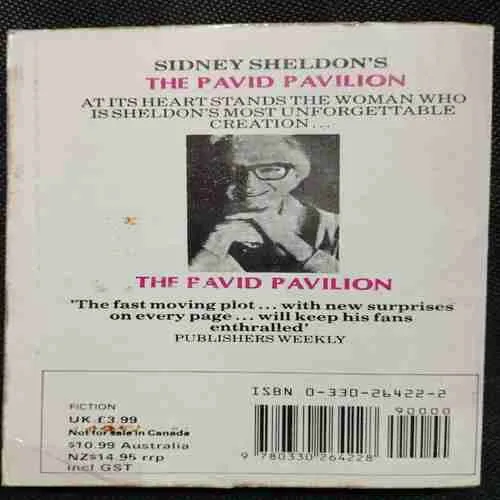 SIDNEY SHELDON'S
THE PAVID PAVILION
AT ITS HEART STANDS THE WOMAN WHO
IS SHELDON'S MOST UNFORGETTABLE
CREATION...
THE PAVID PAVILION
'The fast moving plot... with new surprises
on every page... will keep his fans
enthralled'
PUBLISHERS WEEKLY
ISBN 0-330-26422-2
90000
FICTION
UK £3.99
Not for sale in Canada
$10.99 Australia
NZ$14.95 rrp
incl GST
9 780330 264228